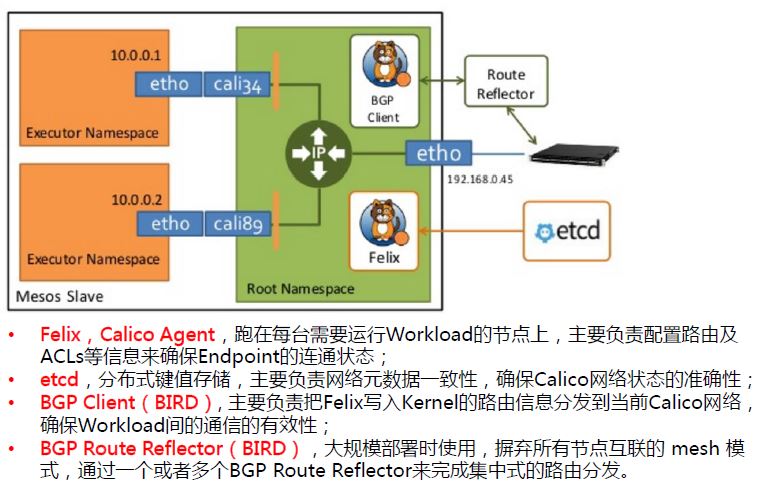 10.0.0.1
etho
cali34
Executor Namespace
10.0.0.2
etho
cali89
Executor Namespace
Mesos Slave
BGP
Client
IP
Felix
Root Namespace
etho
192.168.0.45
Route
Reflector
etcd
• Felix，Calico Agent，跑在每台需要运行Workload的节点上，主要负责配置路由及
ACLs等信息来确保Endpoint的连通状态；
• etcd，分布式键值存储，主要负责网络元数据一致性，确保Calico网络状态的准确性；
• BGP Client（BIRD）, 主要负责把Felix写入Kernel的路由信息分发到当前Calico网络，
确保Workload间的通信的有效性；
• BGP Route Reflector（BIRD），大规模部署时使用，摒弃所有节点互联的 mesh 模
式，通过一个或者多个BGP Route Reflector来完成集中式的路由分发。